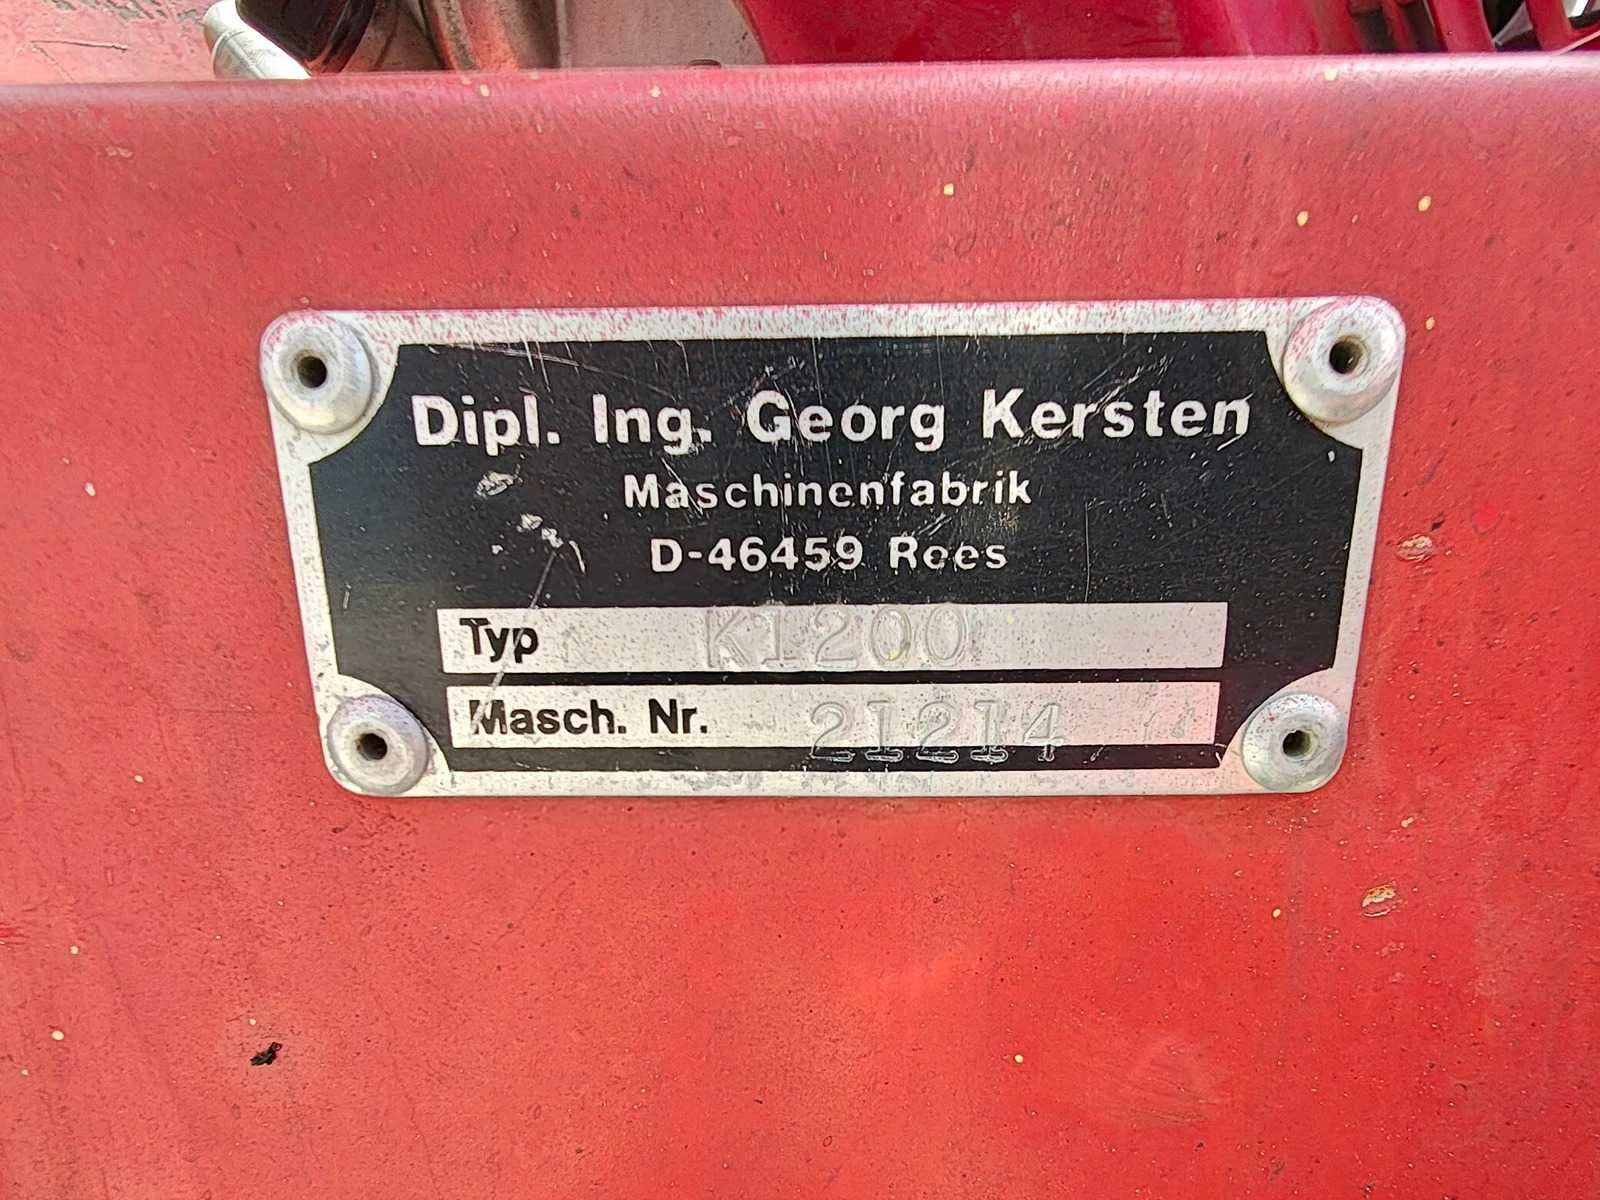 Dipl. Ing. Georg Kersten
Maschinenfabrik
D-46459 Rees
Typ K1200
Masch. Nr. 21214